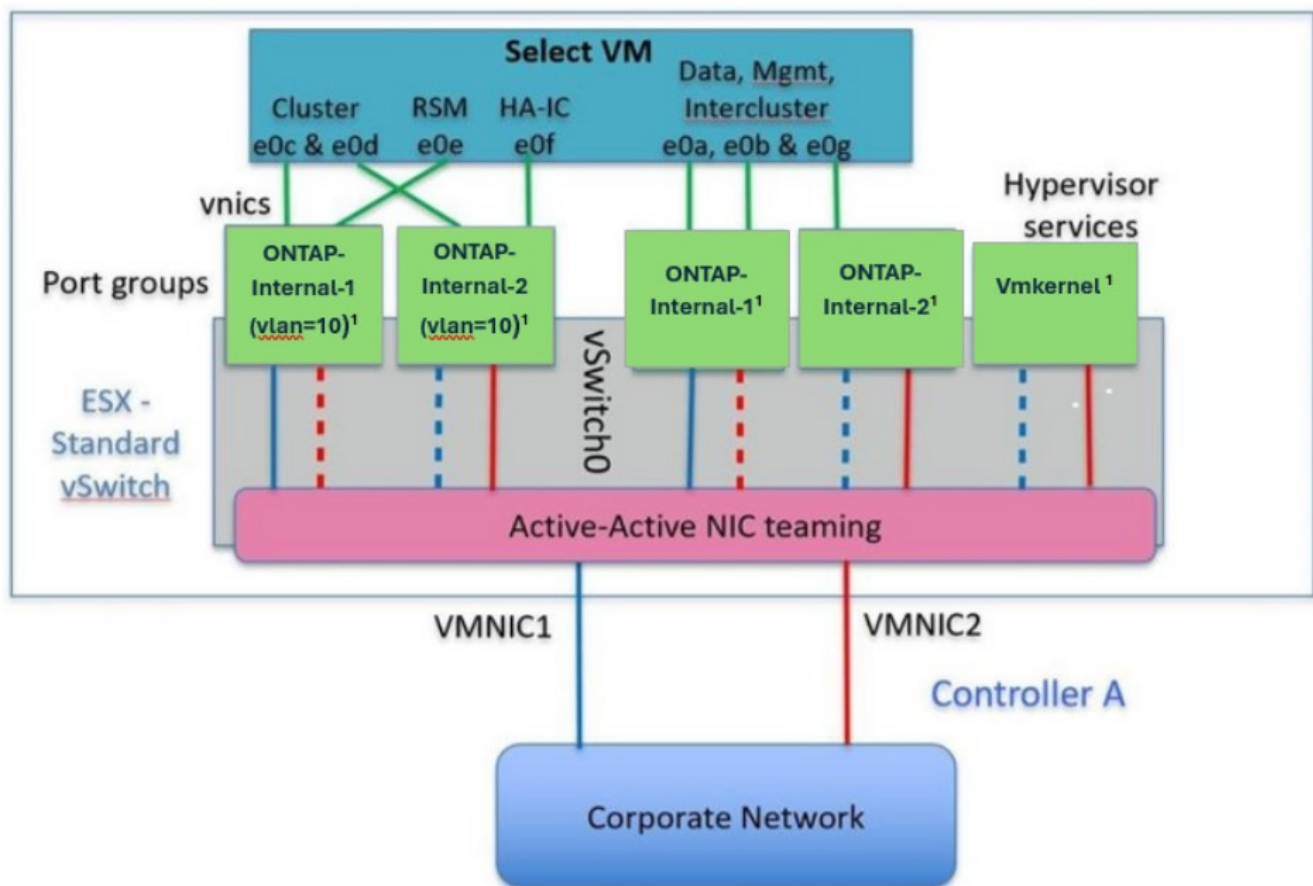 Select VM
Cluster
e0c & e0d
RSM
e0e
HA-IC
e0f
Data, Mgmt,
Intercluster
e0a, e0b & e0g
vnics
Hypervisor
services
Port groups
ONTAP-
Internal-1
(vlan=10)¹
ONTAP-
Internal-2
(vlan=10)¹
ONTAP-
Internal-1¹
ONTAP-
Internal-2¹
Vmkernel ¹
ESX -
Standard
vSwitch
vSwitch0
Active-Active NIC teaming
VMNIC1
VMNIC2
Controller A
Corporate Network